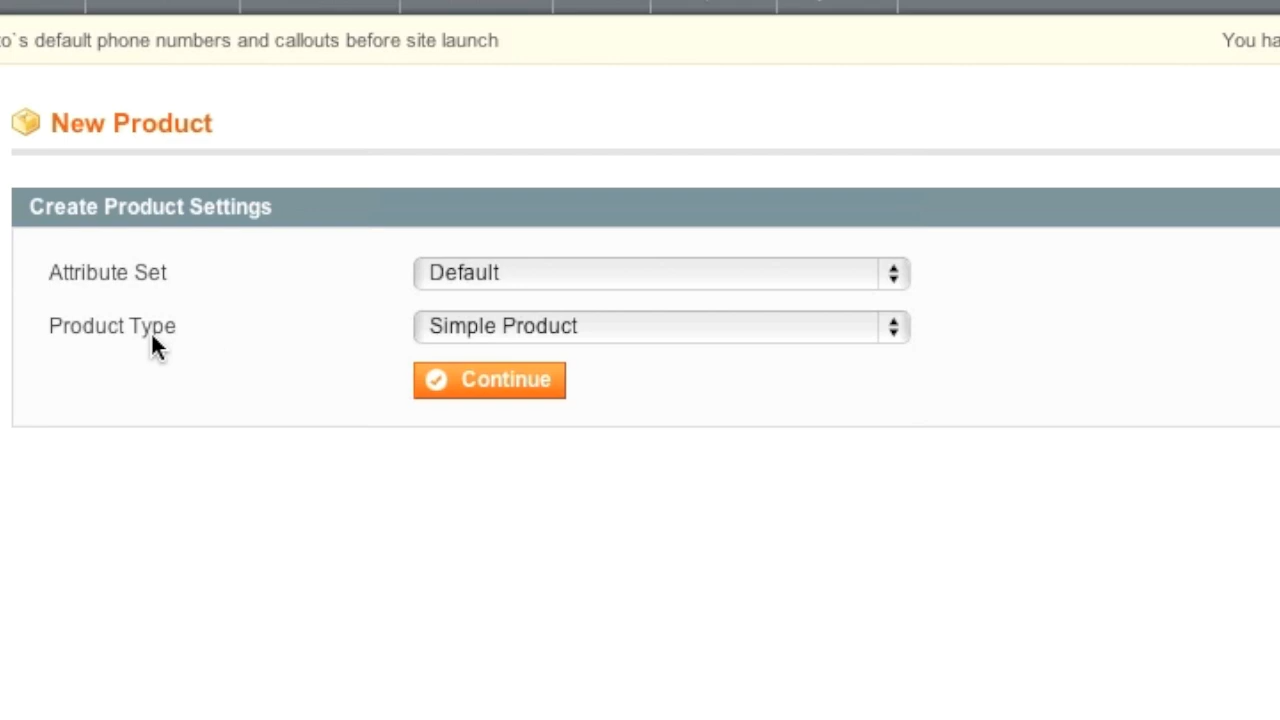 to`s default phone numbers and callouts before site launch You ha
New Product
Create Product Settings
Attribute Set Default
Product Type Simple Product
Continue